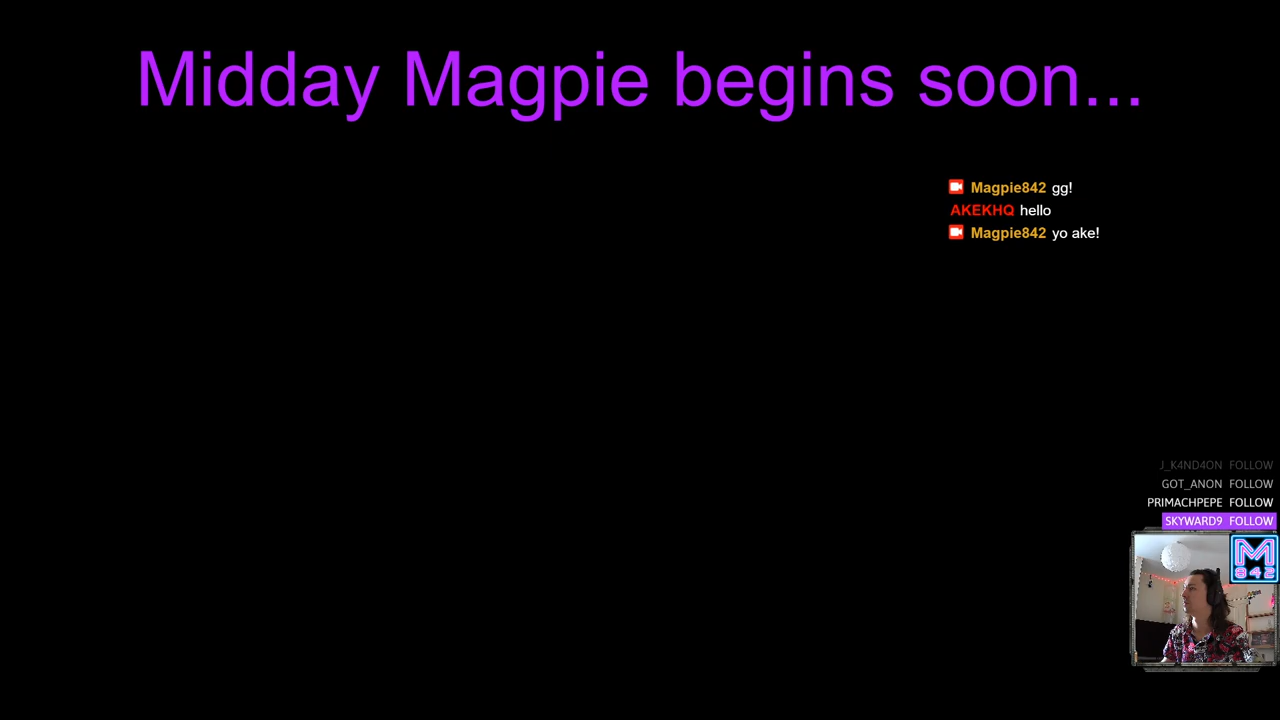 Midday Magpie begins soon...
Magpie842 gg!
AKEKHQ hello
Magpie842 yo ake!
J_K4ND4ON FOLLOW
GOT_ANON FOLLOW
PRIMACHPEPE FOLLOW
SKYWARD9 FOLLOW
M
842